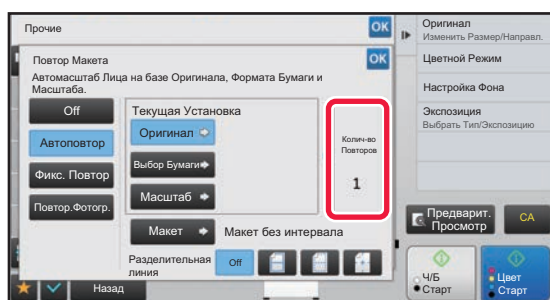 Прочие
OK
Повтор Макета
OK
Автомасштаб Лица на базе Оригинала, Формата Бумаги и
Масштаба.
Off
Автоповтор
Фикс. Повтор
Повтор.Фотогр.
Текущая Установка
Оригинал
Выбор Бумаги
Масштаб
Колич-во
Повторов
1
Макет
Макет без интервала
Разделительная
линия
Off
Назад
Оригинал
Изменить Размер/Направл.
Цветной Режим
Настройка Фона
Экспозиция
Выбрать Тип/Экспозицию
Предварит.
Просмотр
CA
Ч/Б
Старт
Цвет
Старт